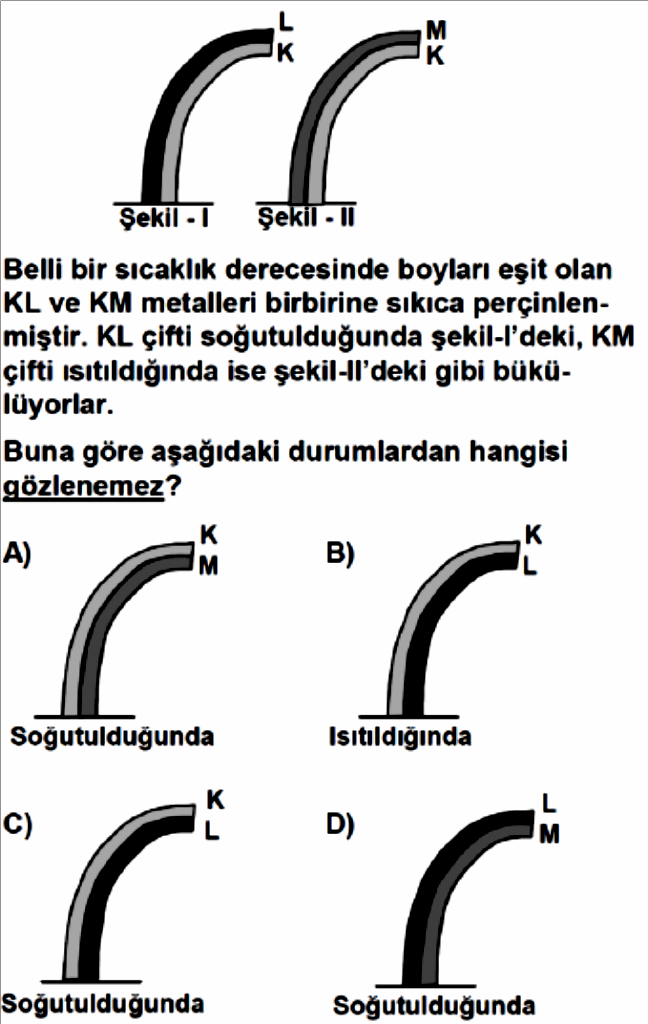 L
K
M
K
Şekil - I
Şekil - II
Belli bir sıcaklık derecesinde boyları eşit olan
KL ve KM metalleri birbirine sıkıca perçinlen-
miştir. KL çifti soğutulduğunda şekil-I'deki, KM
çifti ısıtıldığında ise şekil-II'deki gibi bükü-
lüyorlar.
Buna göre aşağıdaki durumlardan hangisi
gözlenemez?
A)
K
M
Soğutulduğunda
B)
K
L
Isıtıldığında
C)
K
L
Soğutulduğunda
D)
L
M
Soğutulduğunda